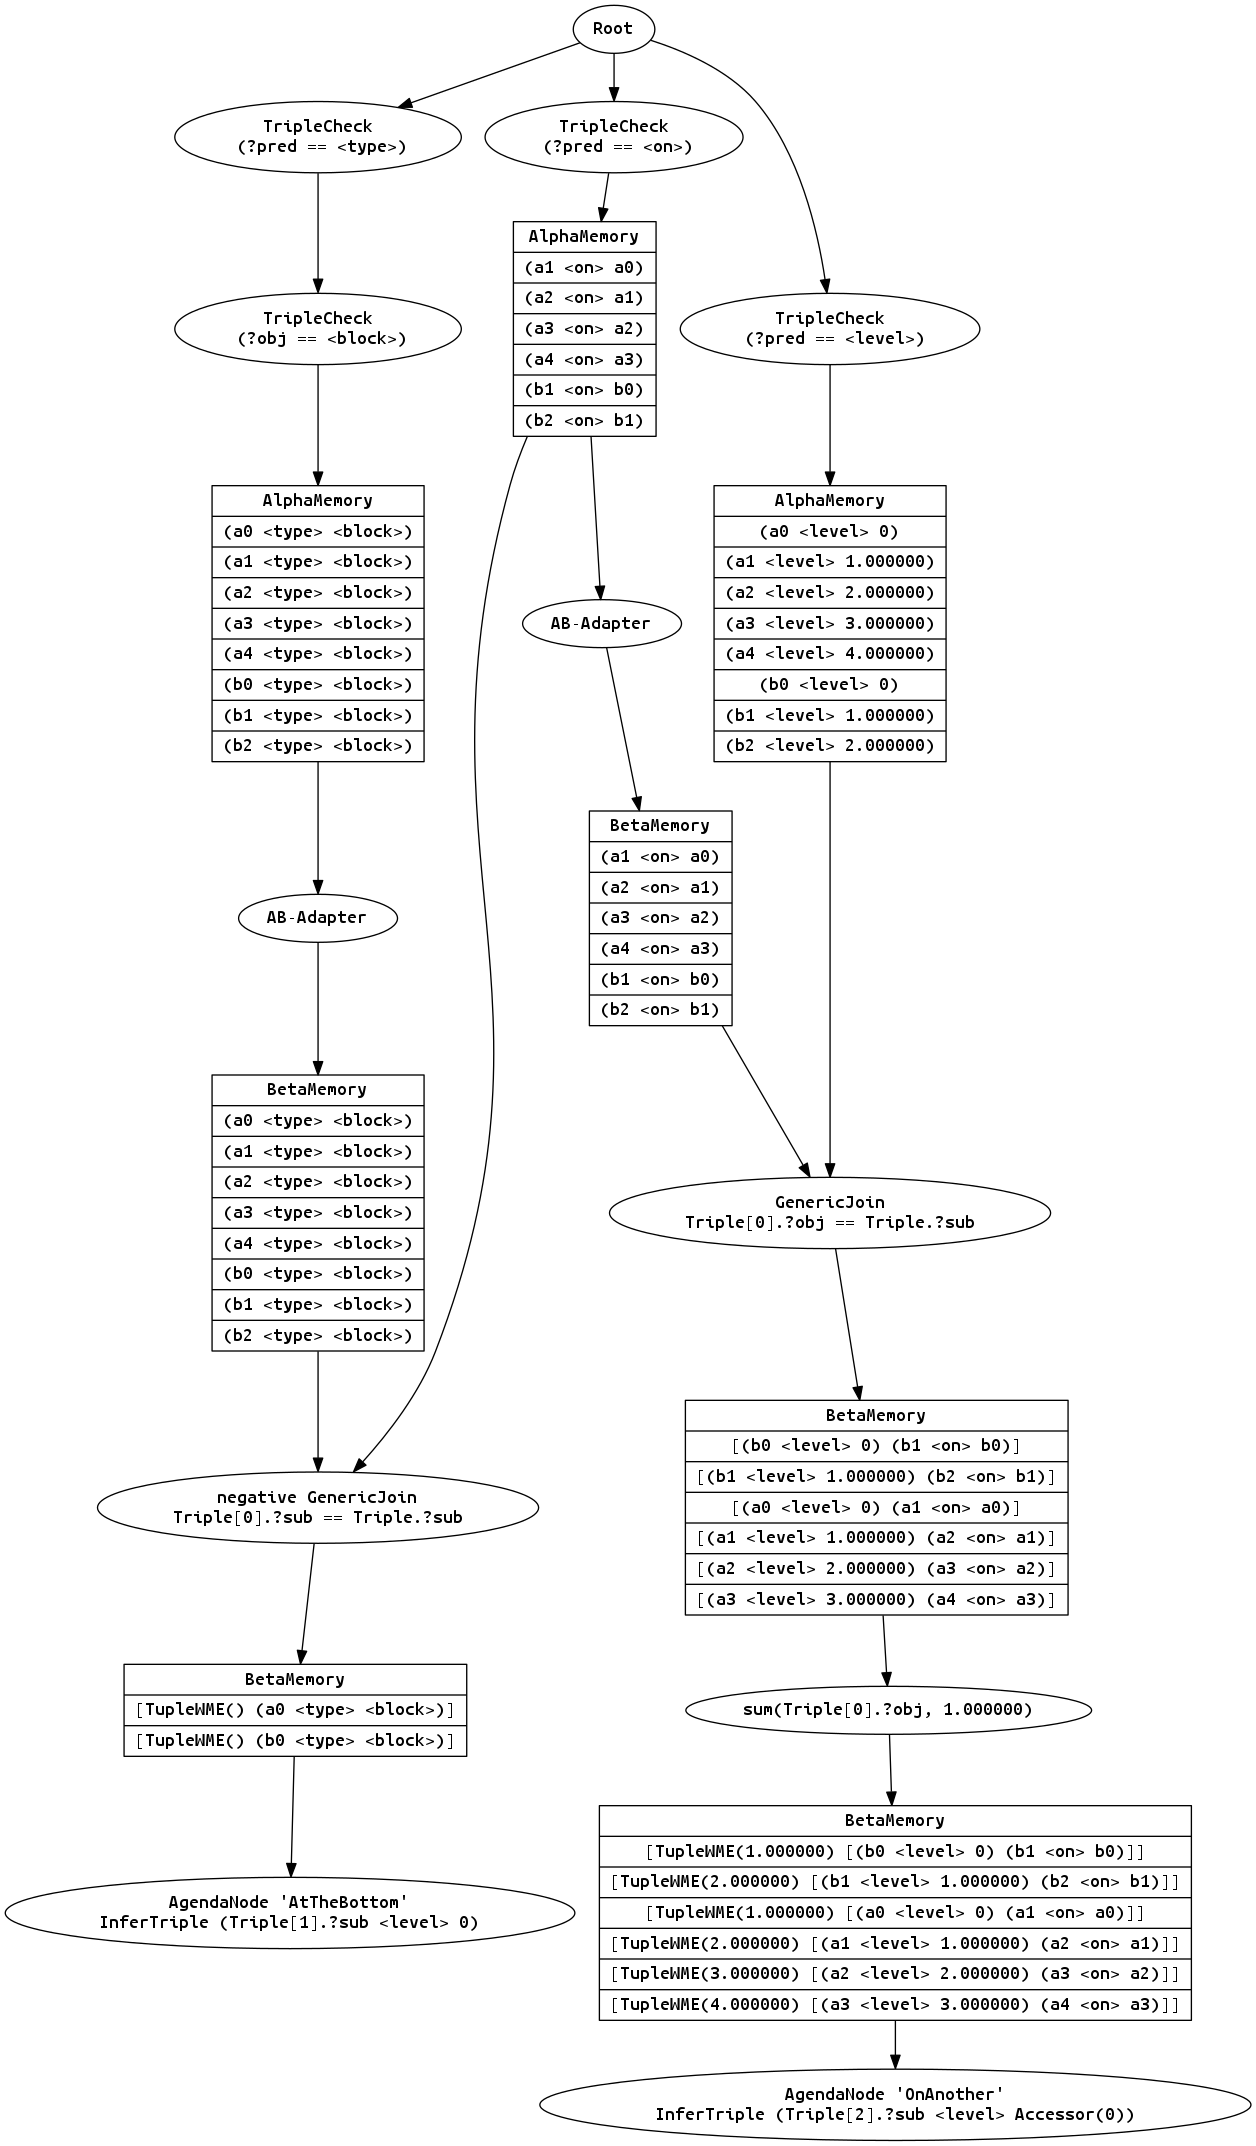 Root
TripleCheck
(?pred == <type>)
TripleCheck
(?pred == <on>)
AlphaMemory
(a1 <on> a0)
(a2 <on> a1)
(a3 <on> a2)
(a4 <on> a3)
(b1 <on> b0)
(b2 <on> b1)
TripleCheck
(?obj == <block>)
TripleCheck
(?pred == <level>)
AlphaMemory
(a0 <type> <block>)
(a1 <type> <block>)
(a2 <type> <block>)
(a3 <type> <block>)
(a4 <type> <block>)
(b0 <type> <block>)
(b1 <type> <block>)
(b2 <type> <block>)
AlphaMemory
(a0 <level> 0)
(a1 <level> 1.000000)
(a2 <level> 2.000000)
(a3 <level> 3.000000)
(a4 <level> 4.000000)
(b0 <level> 0)
(b1 <level> 1.000000)
(b2 <level> 2.000000)
AB-Adapter
BetaMemory
(a1 <on> a0)
(a2 <on> a1)
(a3 <on> a2)
(a4 <on> a3)
(b1 <on> b0)
(b2 <on> b1)
AB-Adapter
BetaMemory
(a0 <type> <block>)
(a1 <type> <block>)
(a2 <type> <block>)
(a3 <type> <block>)
(a4 <type> <block>)
(b0 <type> <block>)
(b1 <type> <block>)
(b2 <type> <block>)
GenericJoin
Triple[0].?obj == Triple.?sub
BetaMemory
[(b0 <level> 0) (b1 <on> b0)]
[(b1 <level> 1.000000) (b2 <on> b1)]
[(a0 <level> 0) (a1 <on> a0)]
[(a1 <level> 1.000000) (a2 <on> a1)]
[(a2 <level> 2.000000) (a3 <on> a2)]
[(a3 <level> 3.000000) (a4 <on> a3)]
negative GenericJoin
Triple[0].?sub == Triple.?sub
BetaMemory
[TupleWME() (a0 <type> <block>)]
[TupleWME() (b0 <type> <block>)]
sum(Triple[0].?obj, 1.000000)
BetaMemory
[TupleWME(1.000000) [(b0 <level> 0) (b1 <on> b0)]]
[TupleWME(2.000000) [(b1 <level> 1.000000) (b2 <on> b1)]]
[TupleWME(1.000000) [(a0 <level> 0) (a1 <on> a0)]]
[TupleWME(2.000000) [(a1 <level> 1.000000) (a2 <on> a1)]]
[TupleWME(3.000000) [(a2 <level> 2.000000) (a3 <on> a2)]]
[TupleWME(4.000000) [(a3 <level> 3.000000) (a4 <on> a3)]]
AgendaNode 'AtTheBottom'
InferTriple (Triple[1].?sub <level> 0)
AgendaNode 'OnAnother'
InferTriple (Triple[2].?sub <level> Accessor(0))